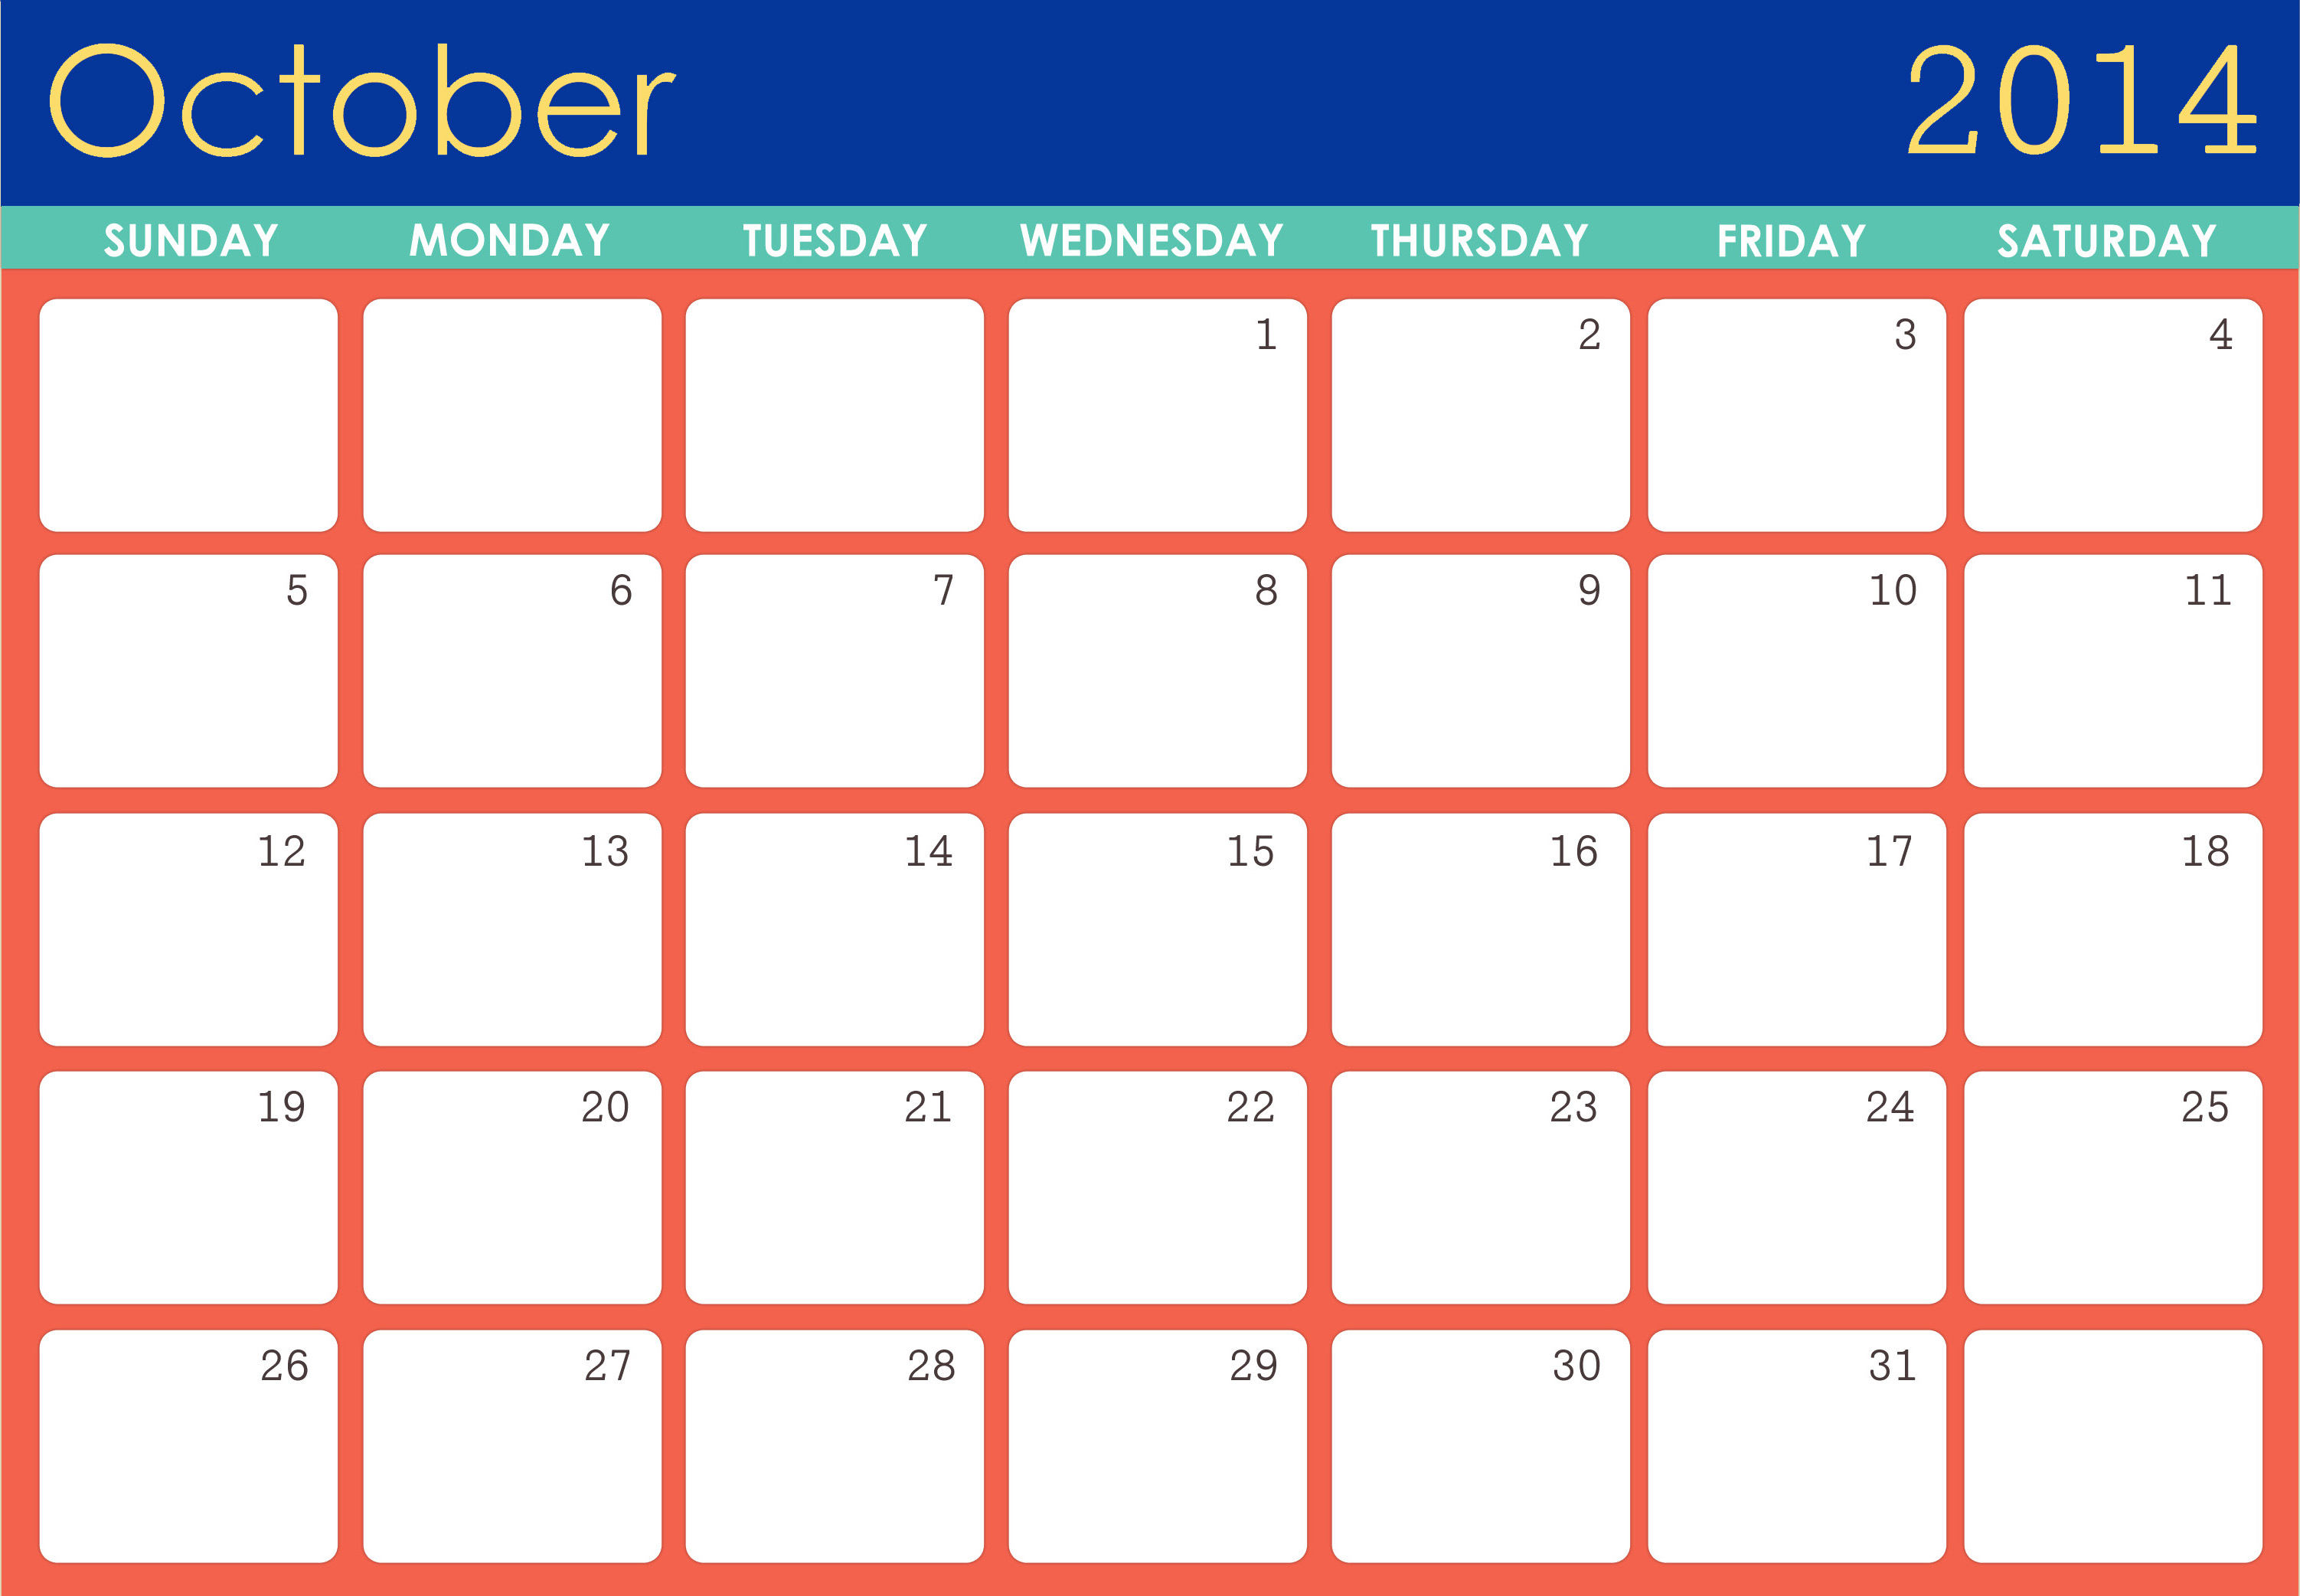 October 2014
SUNDAY MONDAY TUESDAY WEDNESDAY THURSDAY FRIDAY SATURDAY
1 2 3 4
5 6 7 8 9 10 11
12 13 14 15 16 17 18
19 20 21 22 23 24 25
26 27 28 29 30 31